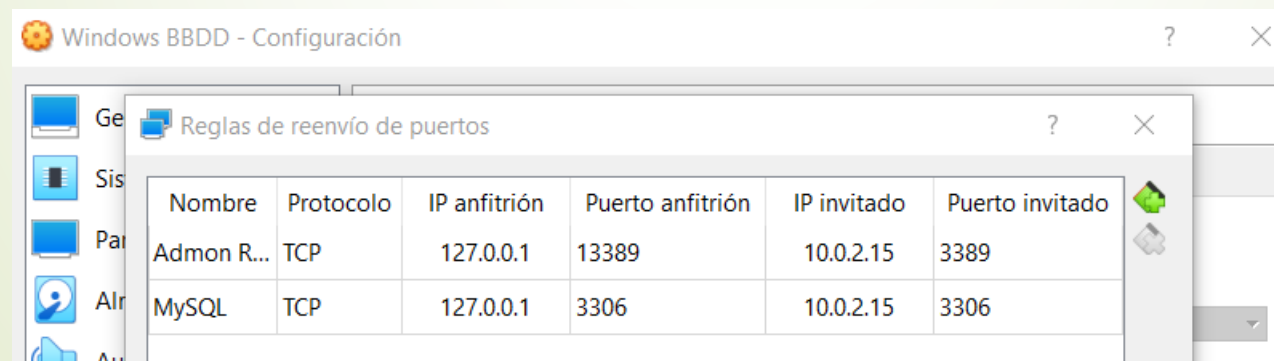 Windows BBDD - Configuración ?
Ge
Reglas de reenvío de puertos ?
Sis
Nombre Protocolo IP anfitrión Puerto anfitrión IP invitado Puerto invitado
Par
Admon R... TCP 127.0.0.1 13389 10.0.2.15 3389
Alr
MySQL TCP 127.0.0.1 3306 10.0.2.15 3306